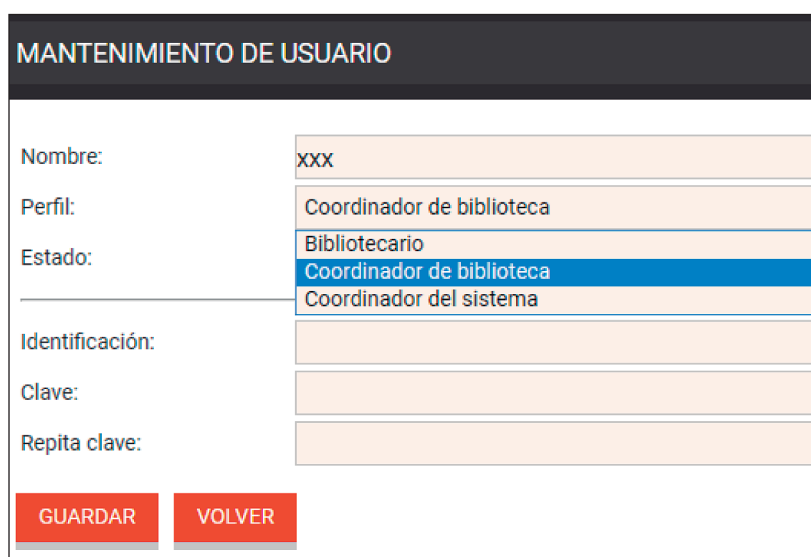 MANTENIMIENTO DE USUARIO
Nombre: xxx
Perfil: Coordinador de biblioteca
Bibliotecario
Estado:
Coordinador de biblioteca
Coordinador del sistema
Identificación:
Clave:
Repita clave:
GUARDAR VOLVER